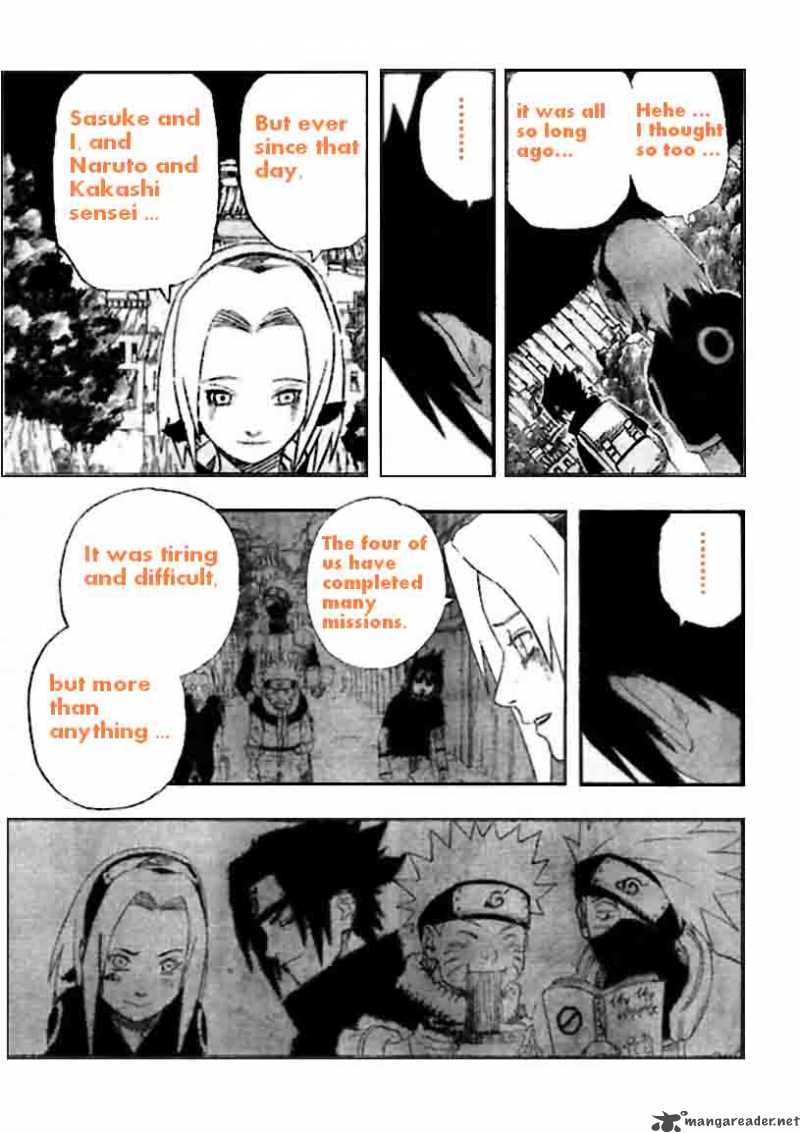 Hehe ...
I thought
so too ...
it was all
so long
ago...
.........
But ever
since that
day,
Sasuke and
I, and
Naruto and
Kakashi
sensei ...
.........
The four of
us have
completed
many
missions.
It was tiring
and difficult,
but more
than
anything ...
mangareader.net